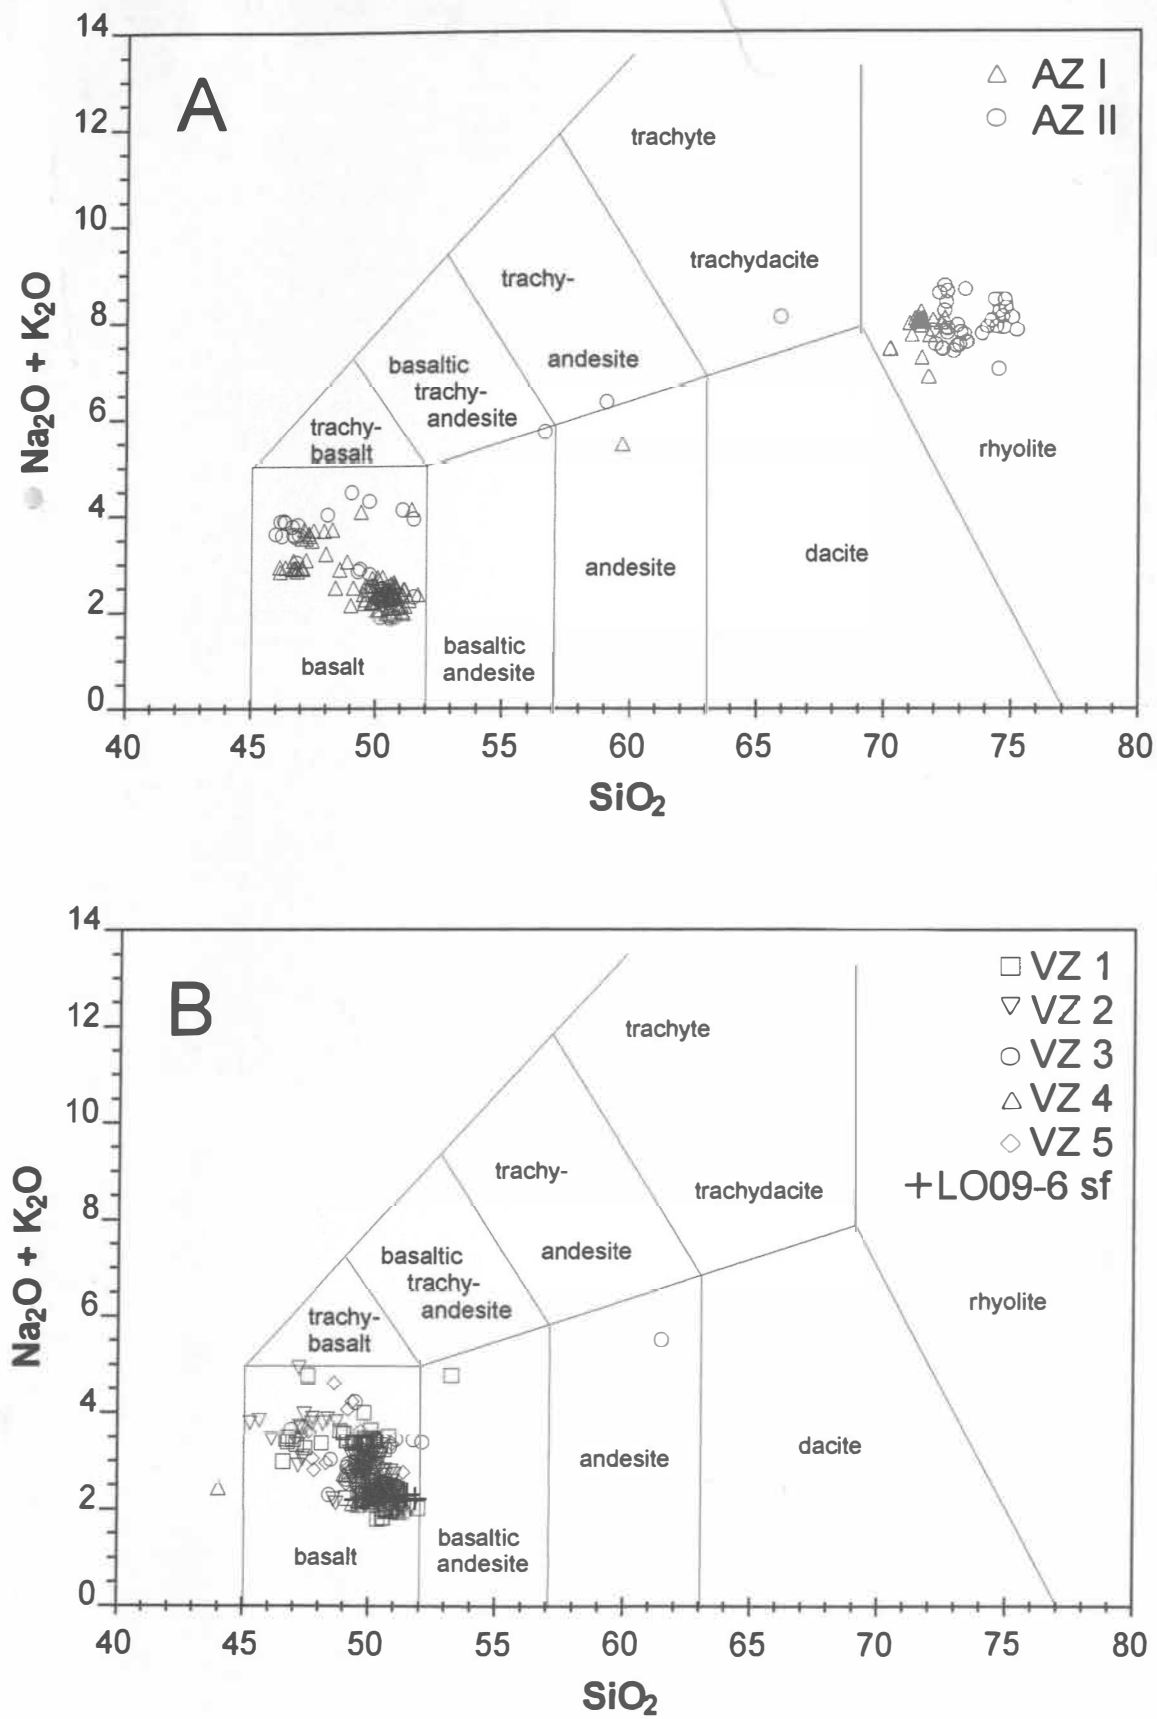 14
12
10
8
6
4
2
0
Na₂O + K₂O
A
△ AZ I
○ AZ II
trachyte
trachydacite
trachy-
andesite
basaltic
trachy-
andesite
trachy-
basalt
rhyolite
andesite
dacite
basaltic
andesite
basalt
40 45 50 55 60 65 70 75 80
SiO₂
14
12
10
8
6
4
2
0
Na₂O + K₂O
B
□ VZ 1
▽ VZ 2
○ VZ 3
△ VZ 4
◇ VZ 5
+LO09-6 sf
trachyte
trachydacite
trachy-
andesite
basaltic
trachy-
andesite
trachy-
basalt
rhyolite
andesite
dacite
basaltic
andesite
basalt
40 45 50 55 60 65 70 75 80
SiO₂